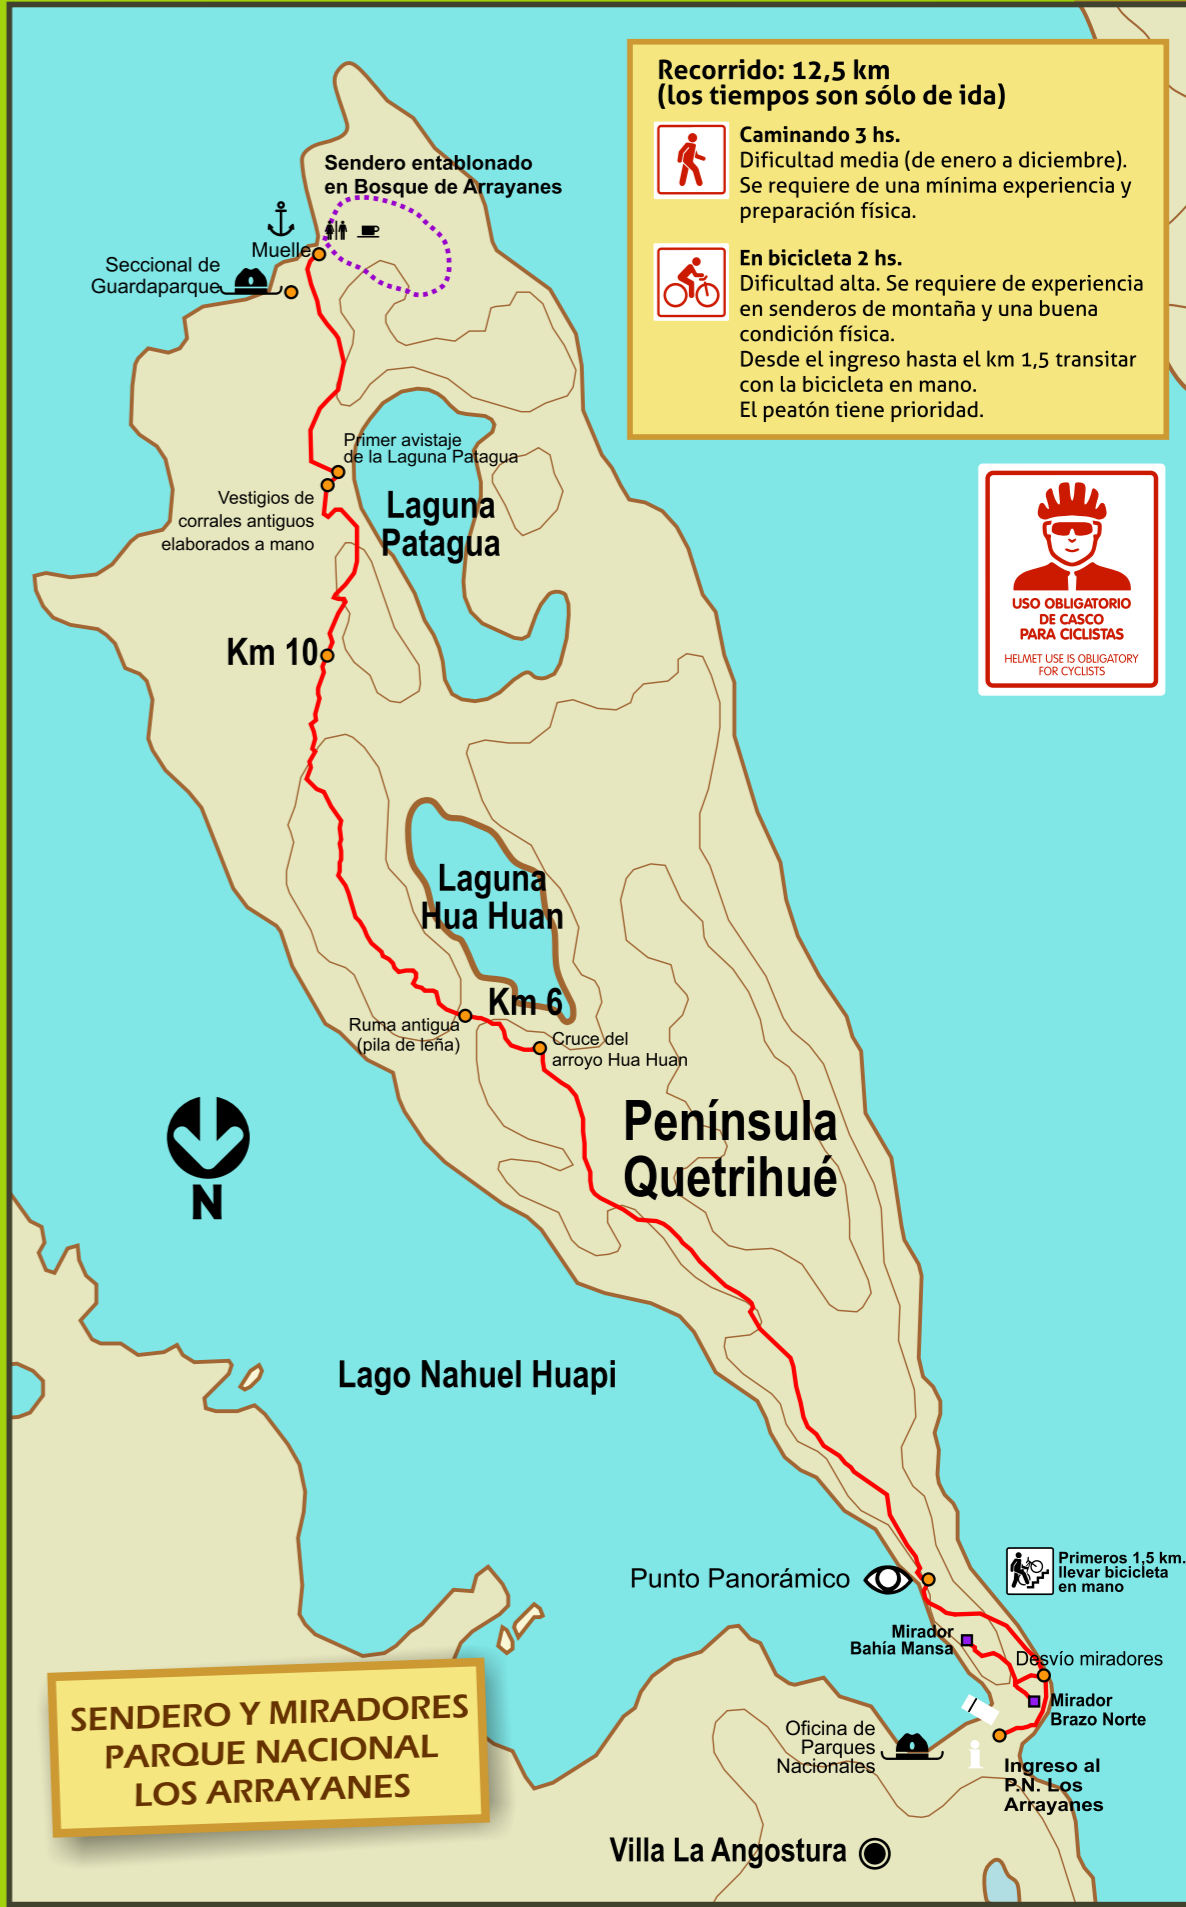 Recorrido: 12,5 km
(los tiempos son sólo de ida)
Caminando 3 hs.
Dificultad media (de enero a diciembre).
Se requiere de una mínima experiencia y
preparación física.
En bicicleta 2 hs.
Dificultad alta. Se requiere de experiencia
en senderos de montaña y una buena
condición física.
Desde el ingreso hasta el km 1,5 transitar
con la bicicleta en mano.
El peatón tiene prioridad.
Sendero entablonado
en Bosque de Arrayanes
Muelle
Seccional de
Guardaparque
Primer avistaje
de la Laguna Patagua
Vestigios de
corrales antiguos
elaborados a mano
Laguna
Patagua
USO OBLIGATORIO
DE CASCO
PARA CICLISTAS
HELMET USE IS OBLIGATORY
FOR CYCLISTS
Km 10
Laguna
Hua Huan
Km 6
Ruma antigua
(pila de leña)
Cruce del
arroyo Hua Huan
Península
Quetrihué
N
Lago Nahuel Huapi
Punto Panorámico
Primeros 1,5 km.
llevar bicicleta
en mano
Mirador
Bahía Mansa
Desvío miradores
Mirador
Brazo Norte
Oficina de
Parques
Nacionales
Ingreso al
P.N. Los
Arrayanes
SENDERO Y MIRADORES
PARQUE NACIONAL
LOS ARRAYANES
Villa La Angostura